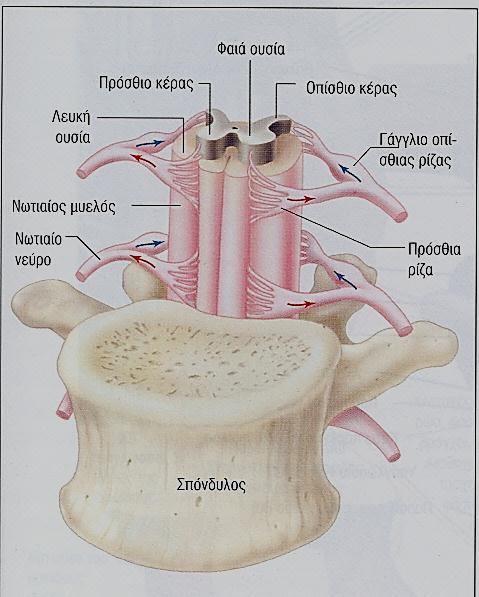 Φαιά ουσία
Πρόσθιο κέρας
Οπίσθιο κέρας
Λευκή
ουσία
Γάγγλιο οπί-
σθιας ρίζας
Νωτιαίος μυελός
Νωτιαίο
νεύρο
Πρόσθια
ρίζα
Σπόνδυλος